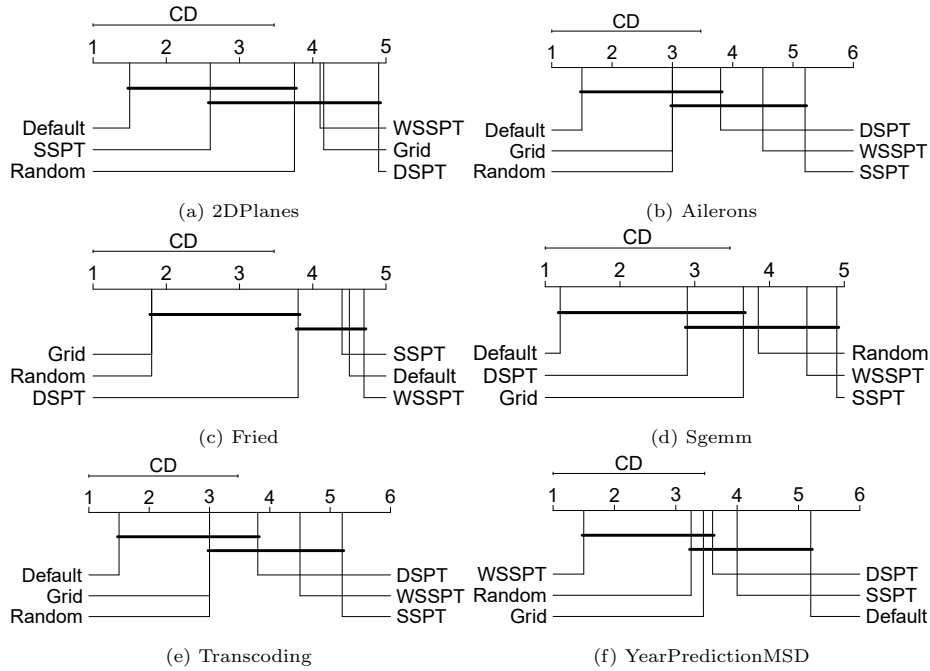 CD
1 2 3 4 5
Default WSSPT
SSPT Grid
Random DSPT
(a) 2DPlanes
CD
1 2 3 4 5 6
Default DSPT
Grid WSSPT
Random SSPT
(b) Ailerons
CD
1 2 3 4 5
Grid SSPT
Random Default
DSPT WSSPT
(c) Fried
CD
1 2 3 4 5
Default Random
DSPT WSSPT
Grid SSPT
(d) Sgemm
CD
1 2 3 4 5 6
Default DSPT
Grid WSSPT
Random SSPT
(e) Transcoding
CD
1 2 3 4 5 6
WSSPT DSPT
Random SSPT
Grid Default
(f) YearPredictionMSD